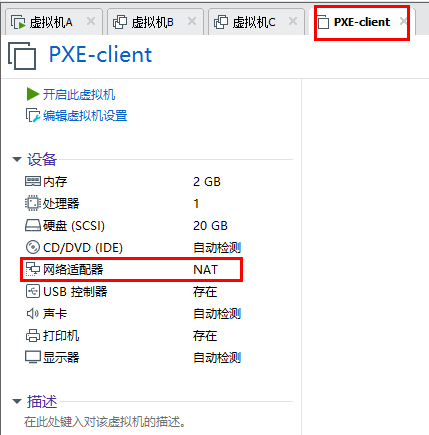 虚拟机A 虚拟机B 虚拟机C PXE-client
PXE-client
开启此虚拟机
编辑虚拟机设置
设备
内存 2 GB
处理器 1
硬盘 (SCSI) 20 GB
CD/DVD (IDE) 自动检测
网络适配器 NAT
USB 控制器 存在
声卡 自动检测
打印机 存在
显示器 自动检测
描述
在此处键入对该虚拟机的描述。